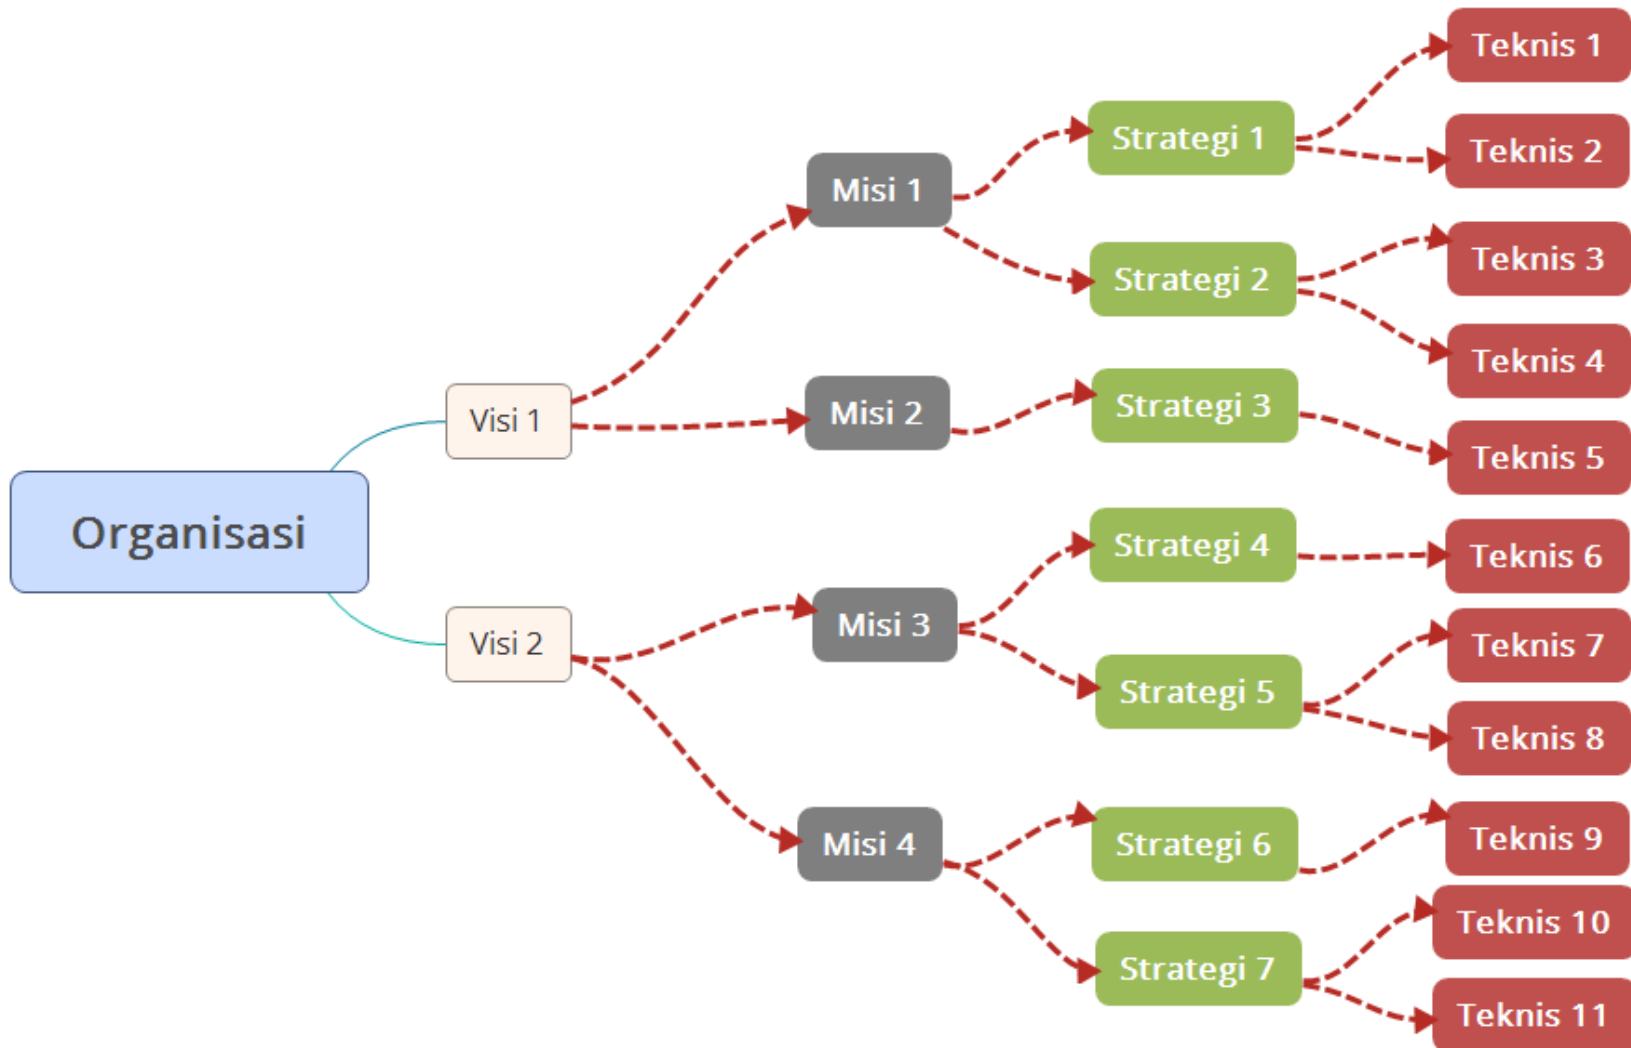 Organisasi
Visi 1
Visi 2
Misi 1
Misi 2
Misi 3
Misi 4
Strategi 1
Strategi 2
Strategi 3
Strategi 4
Strategi 5
Strategi 6
Strategi 7
Teknis 1
Teknis 2
Teknis 3
Teknis 4
Teknis 5
Teknis 6
Teknis 7
Teknis 8
Teknis 9
Teknis 10
Teknis 11